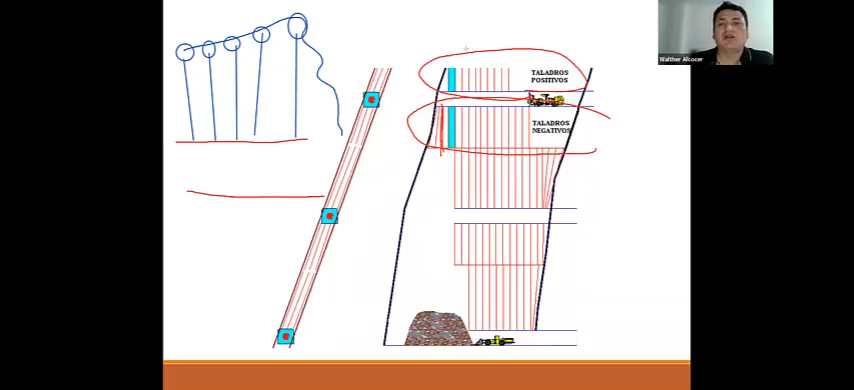 TALADROS
POSITIVOS
TALADROS
NEGATIVOS
Walther Alcocer